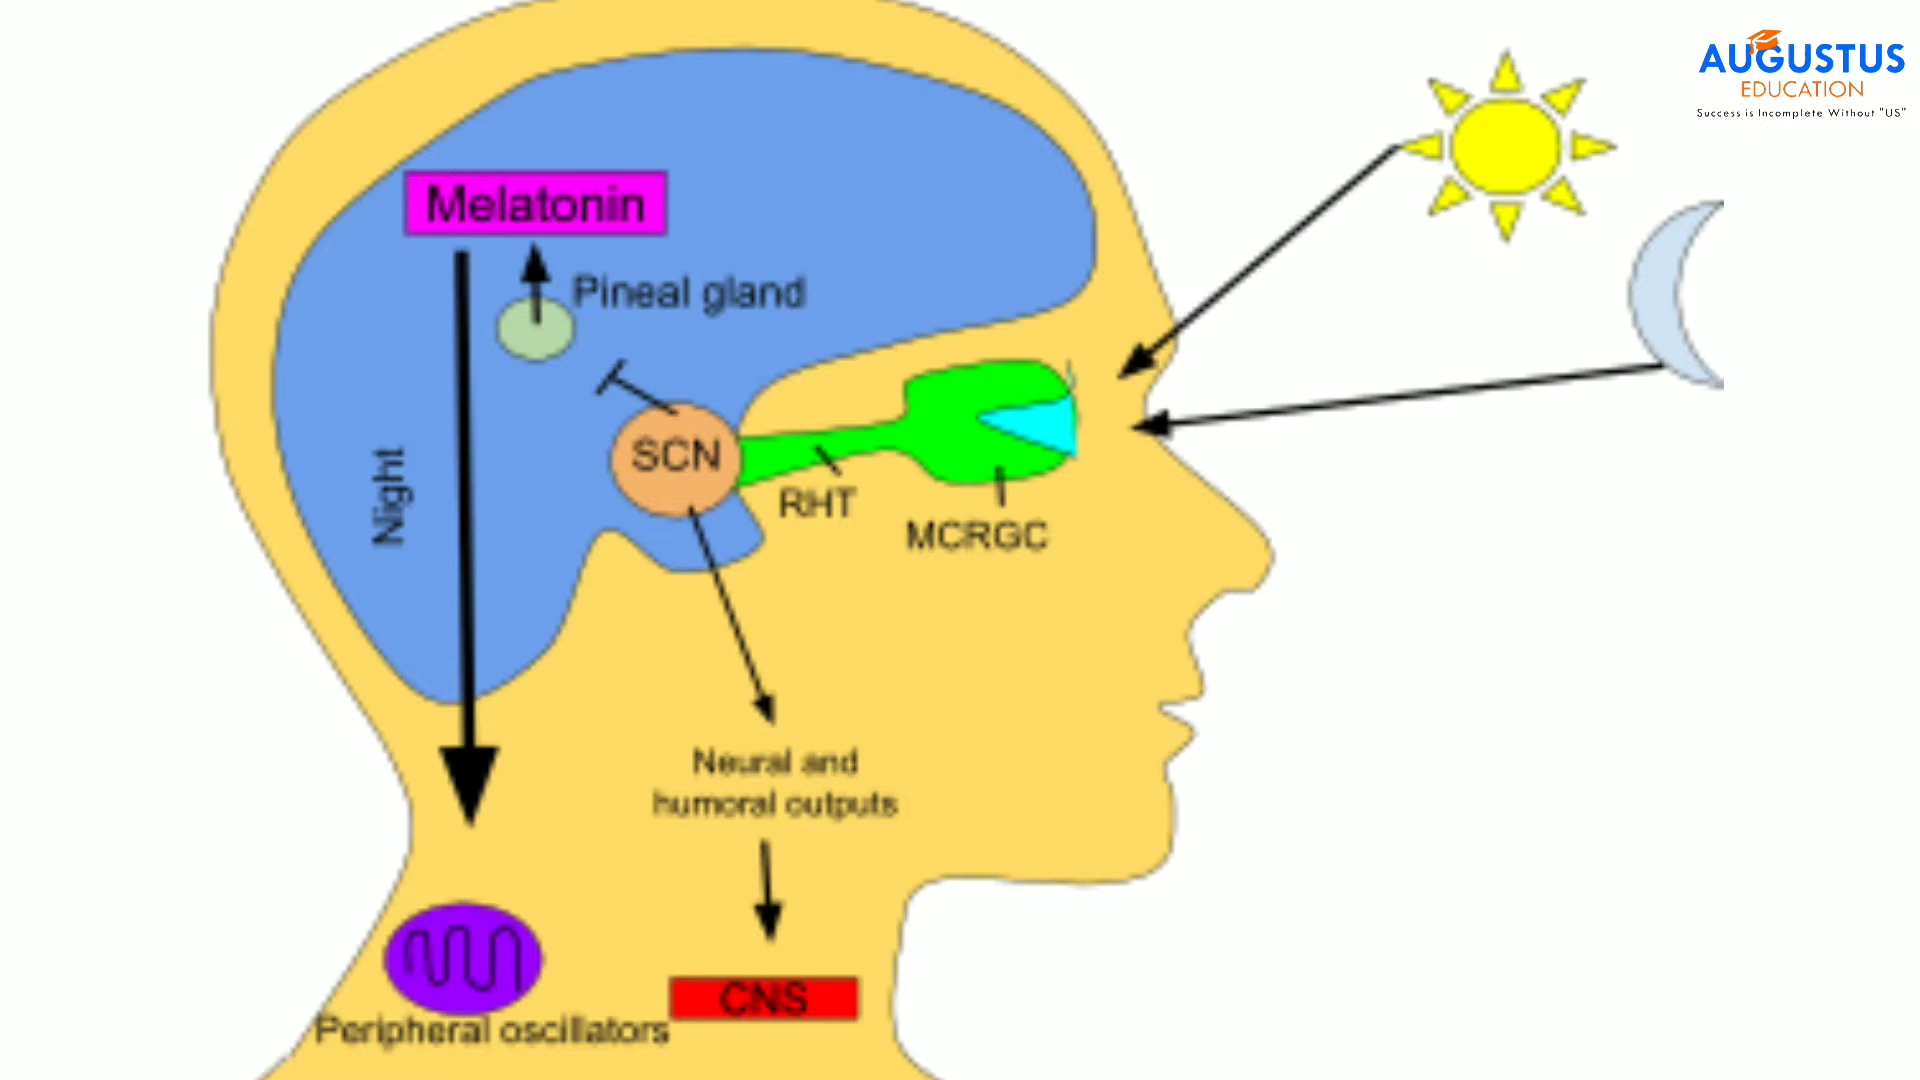 AUGUSTUS
EDUCATION
Success is Incomplete Without "US"
Melatonin
Pineal gland
SCN
RHT
MCRGC
Night
Neural and
humoral outputs
CNS
Peripheral oscillators